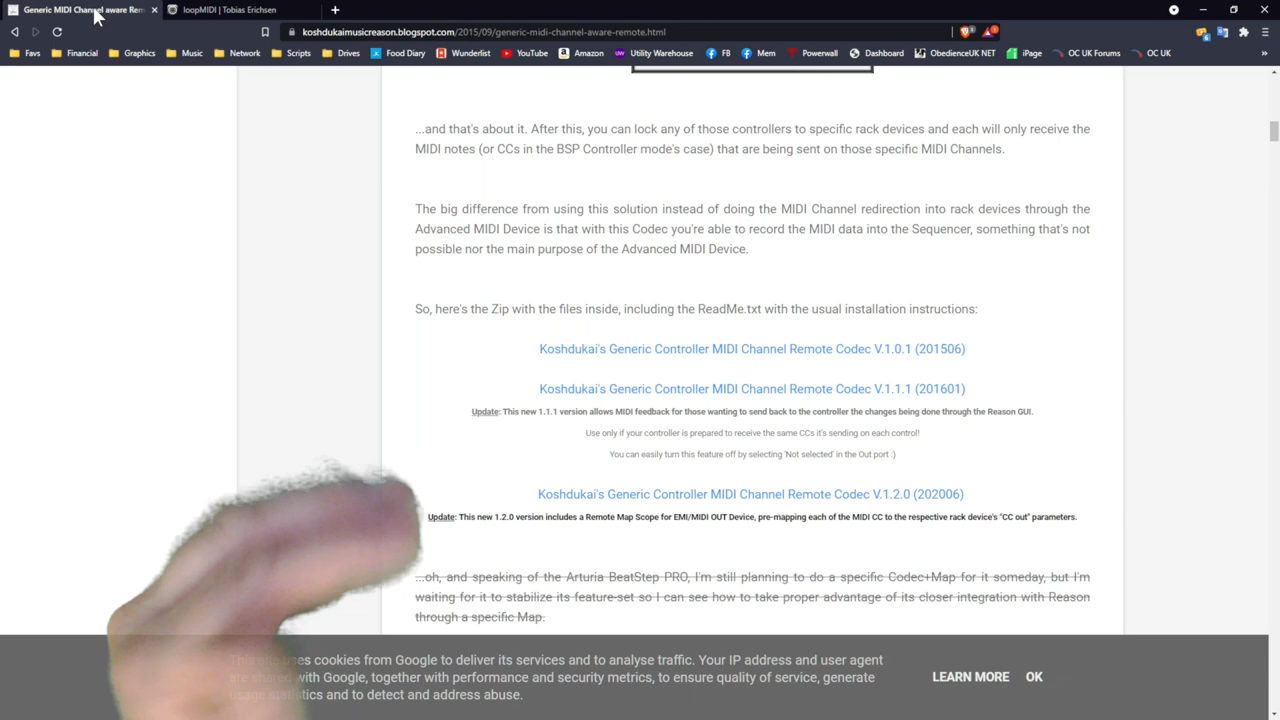 Generic MIDI Channel aware Rem
loopMIDI | Tobias Erichsen
koshdukaimusicreason.blogspot.com/2015/09/generic-midi-channel-aware-remote.html
Favs Financial Graphics Music Network Scripts Drives Food Diary Wunderlist YouTube Amazon Utility Warehouse FB Mem Powerwall Dashboard ObedienceUK NET iPage OC UK Forums OC UK
...and that's about it. After this, you can lock any of those controllers to specific rack devices and each will only receive the
MIDI notes (or CCs in the BSP Controller mode's case) that are being sent on those specific MIDI Channels.
The big difference from using this solution instead of doing the MIDI Channel redirection into rack devices through the
Advanced MIDI Device is that with this Codec you're able to record the MIDI data into the Sequencer, something that's not
possible nor the main purpose of the Advanced MIDI Device.
So, here's the Zip with the files inside, including the ReadMe.txt with the usual installation instructions:
Koshdukai's Generic Controller MIDI Channel Remote Codec V.1.0.1 (201506)
Koshdukai's Generic Controller MIDI Channel Remote Codec V.1.1.1 (201601)
Update: This new 1.1.1 version allows MIDI feedback for those wanting to send back to the controller the changes being done through the Reason GUI.
Use only if your controller is prepared to receive the same CCs it's sending on each control!
You can easily turn this feature off by selecting 'Not selected' in the Out port :)
Koshdukai's Generic Controller MIDI Channel Remote Codec V.1.2.0 (202006)
Update: This new 1.2.0 version includes a Remote Map Scope for EMI/MIDI OUT Device, pre-mapping each of the MIDI CC to the respective rack device's "CC out" parameters.
...oh, and speaking of the Arturia BeatStep PRO, I'm still planning to do a specific Codec+Map for it someday, but I'm
waiting for it to stabilize its feature-set so I can see how to take proper advantage of its closer integration with Reason
through a specific Map.
This site uses cookies from Google to deliver its services and to analyse traffic. Your IP address and user agent
are shared with Google, together with performance and security metrics, to ensure quality of service, generate
usage statistics and to detect and address abuse.
LEARN MORE OK